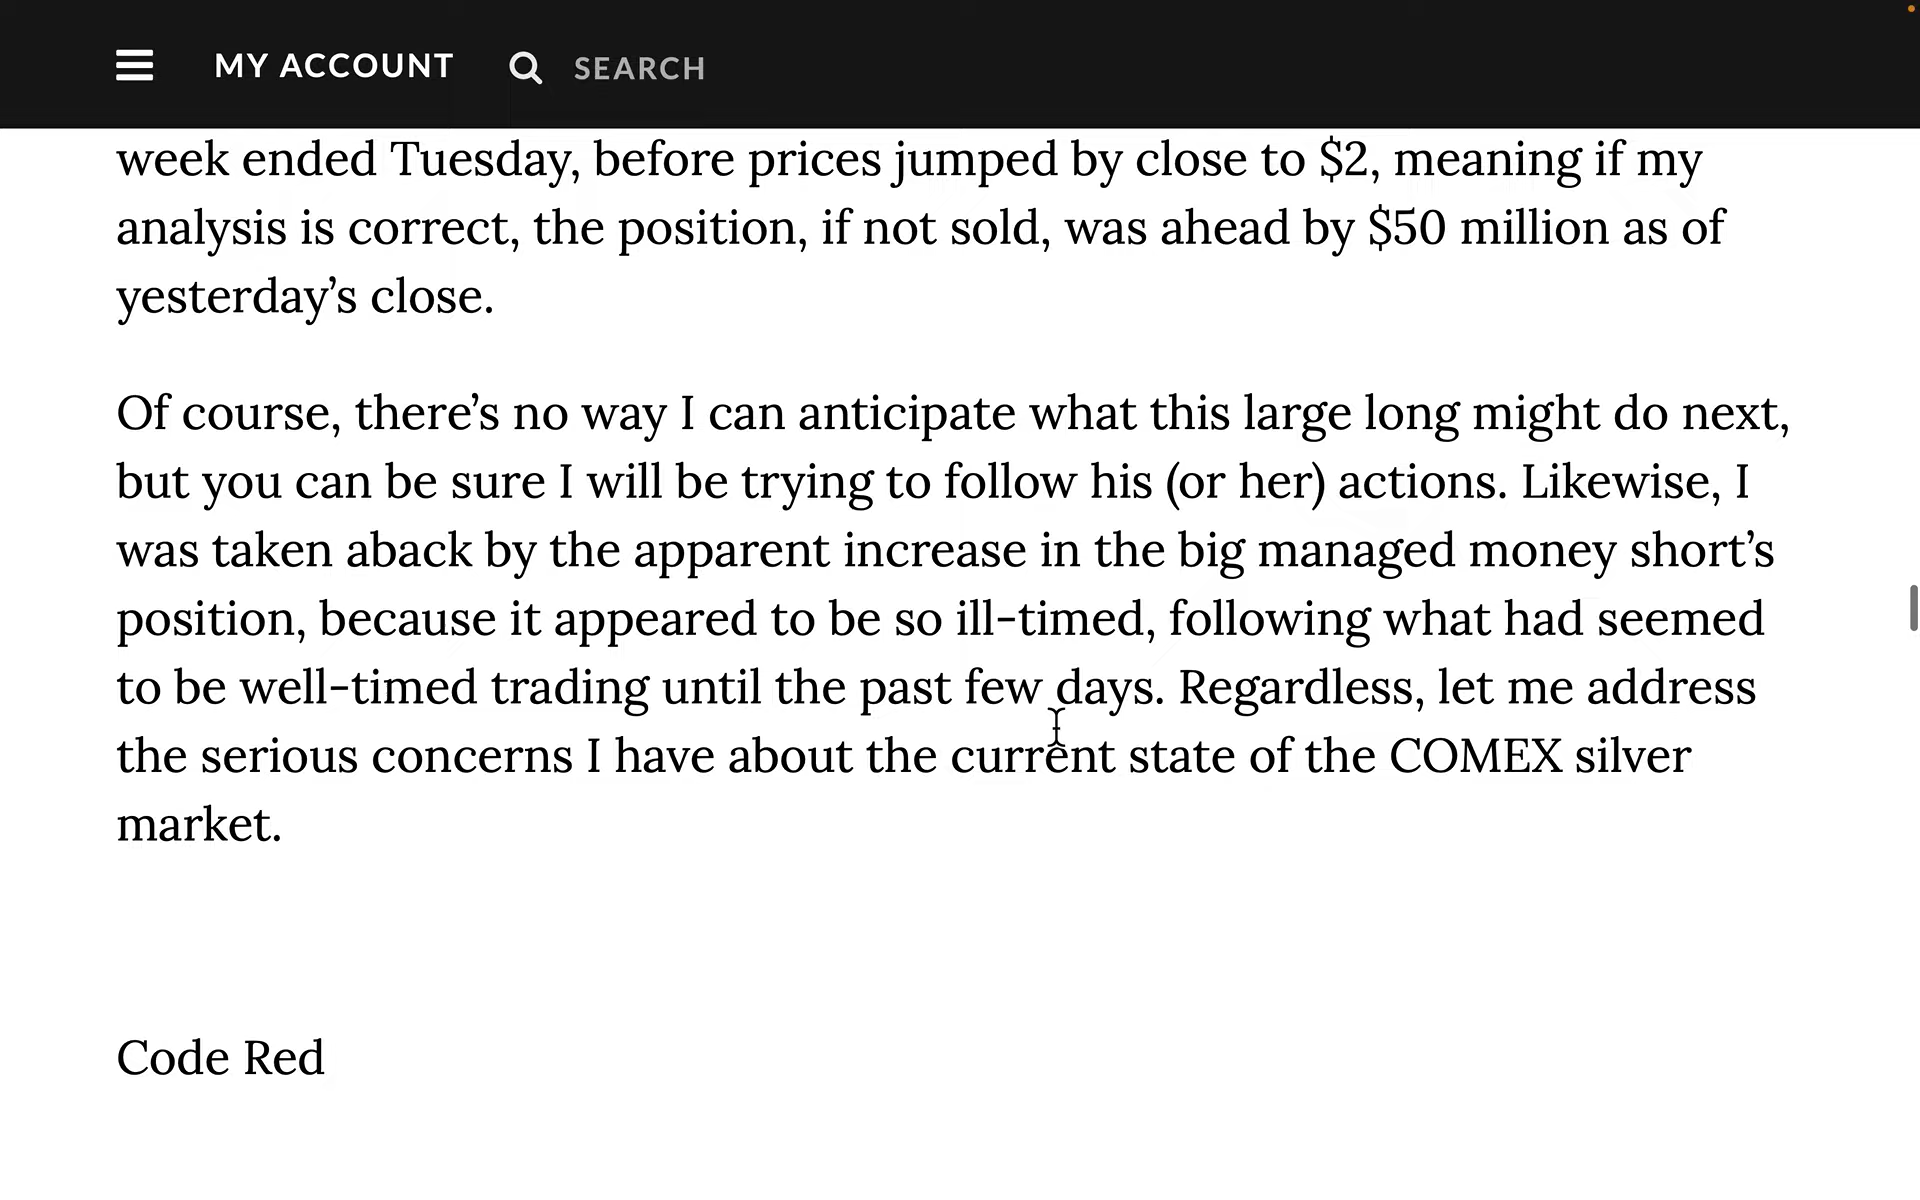 MY ACCOUNT
SEARCH
week ended Tuesday, before prices jumped by close to $2, meaning if my
analysis is correct, the position, if not sold, was ahead by $50 million as of
yesterday’s close.
Of course, there’s no way I can anticipate what this large long might do next,
but you can be sure I will be trying to follow his (or her) actions. Likewise, I
was taken aback by the apparent increase in the big managed money short’s
position, because it appeared to be so ill-timed, following what had seemed
to be well-timed trading until the past few days. Regardless, let me address
the serious concerns I have about the current state of the COMEX silver
market.
Code Red